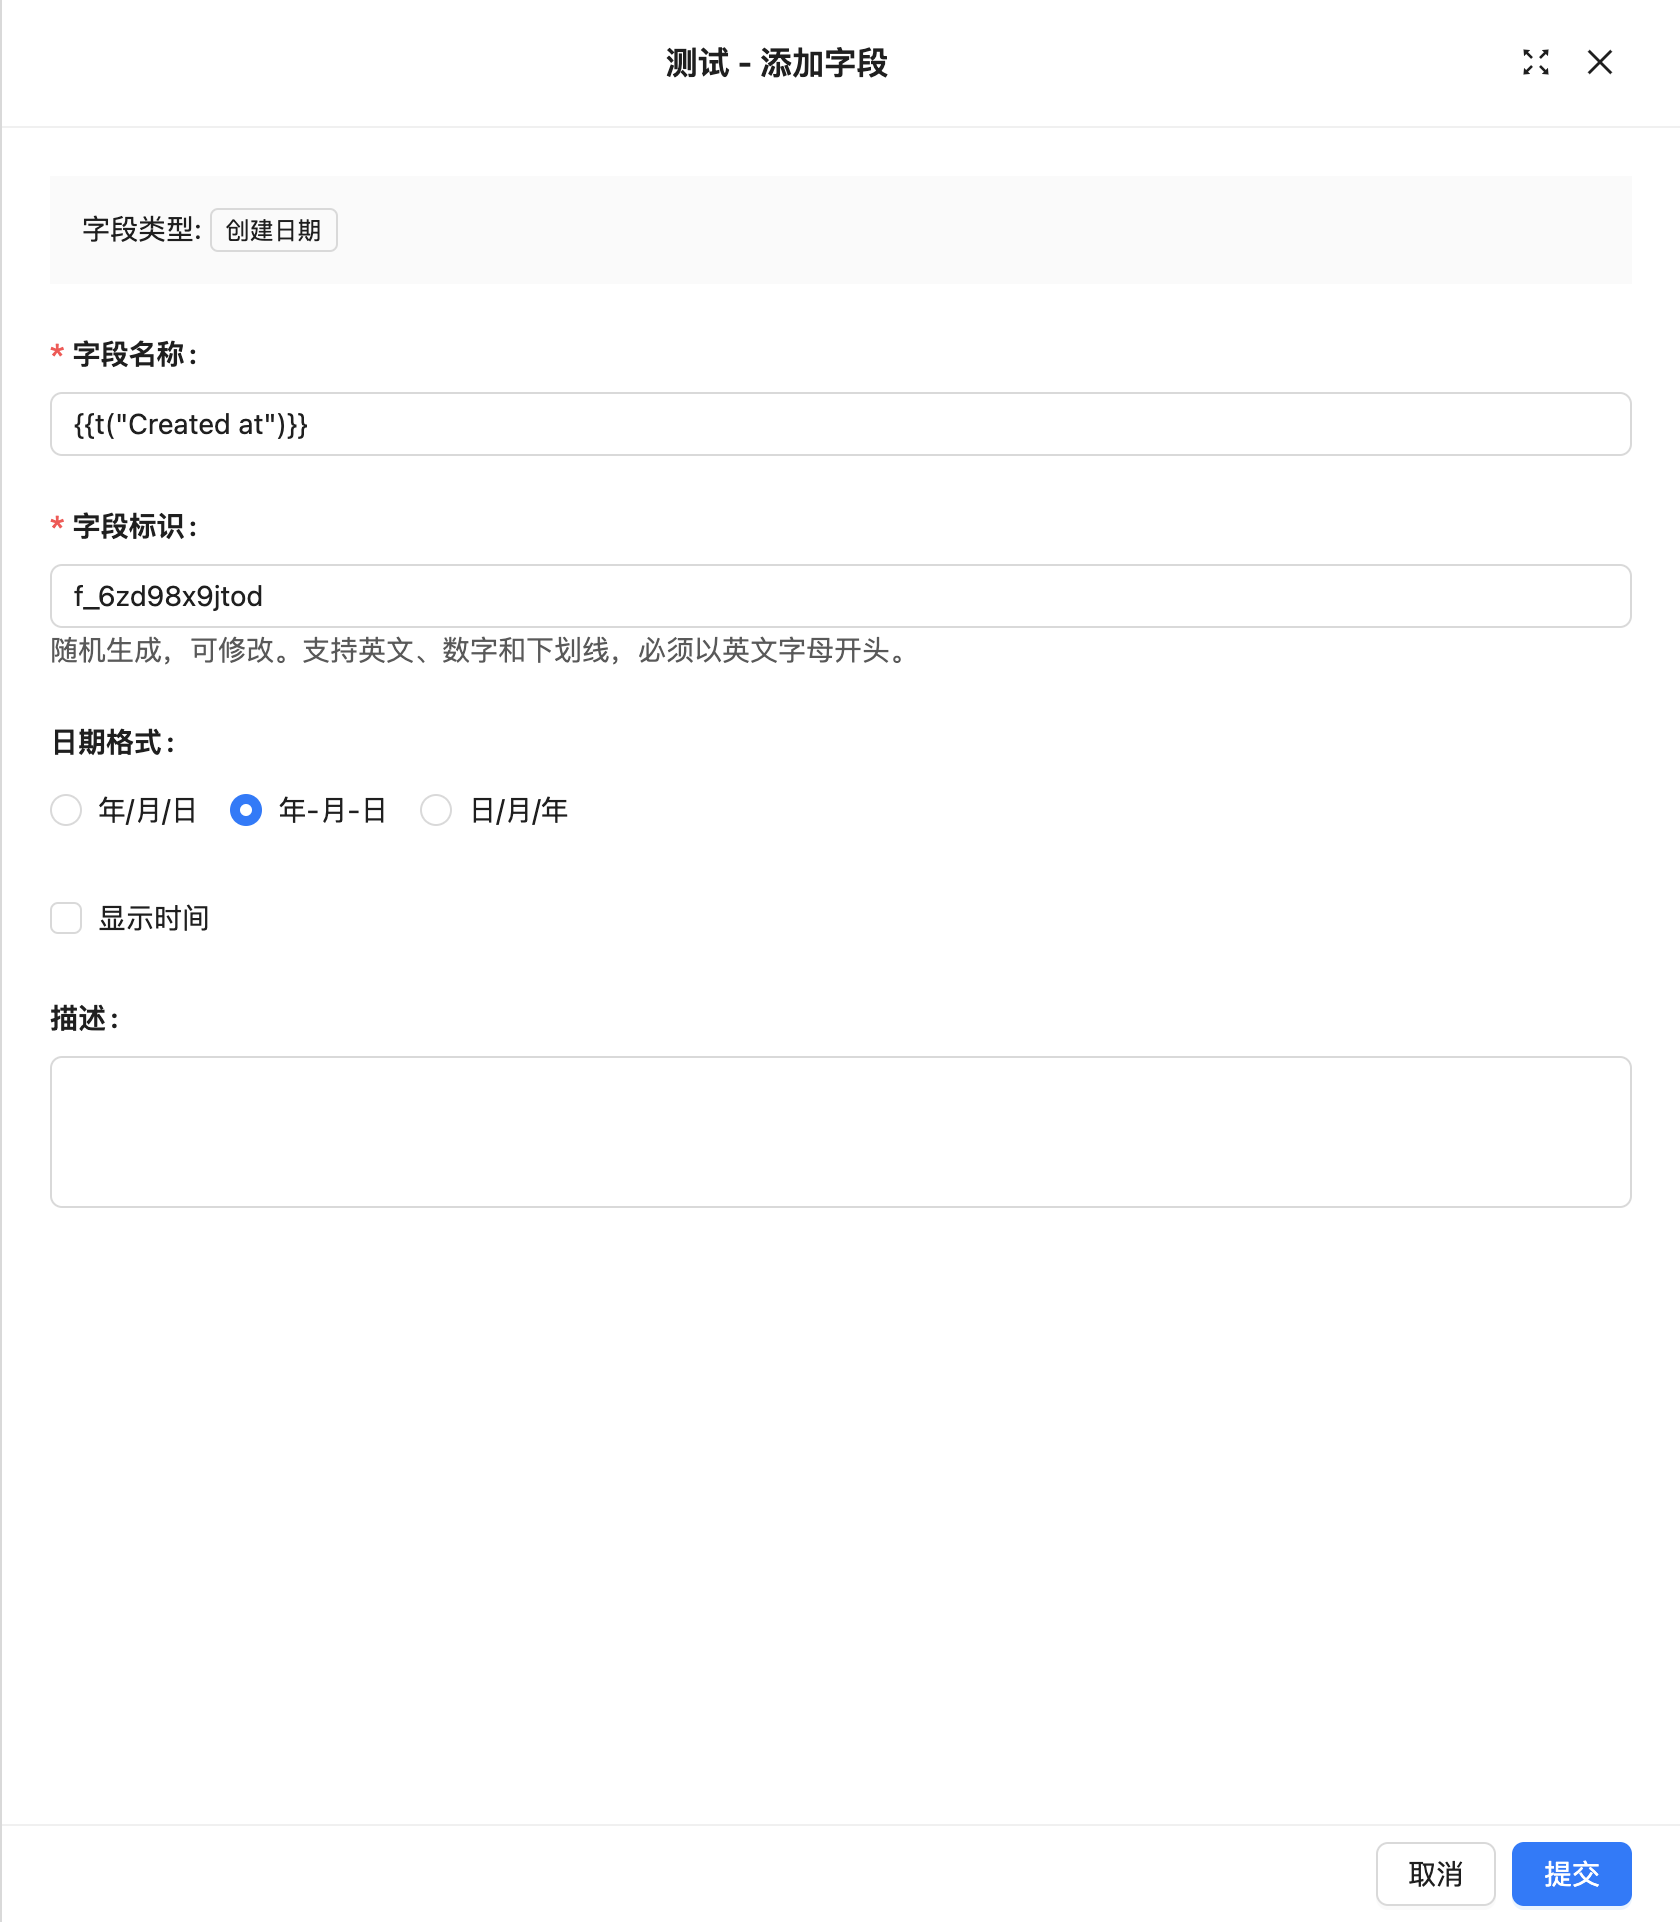 测试 - 添加字段
字段类型: 创建日期
* 字段名称:
{{t("Created at")}}
* 字段标识:
f_6zd98x9jtod
随机生成，可修改。支持英文、数字和下划线，必须以英文字母开头。
日期格式:
年/月/日 年-月-日 日/月/年
显示时间
描述:
取消 提交